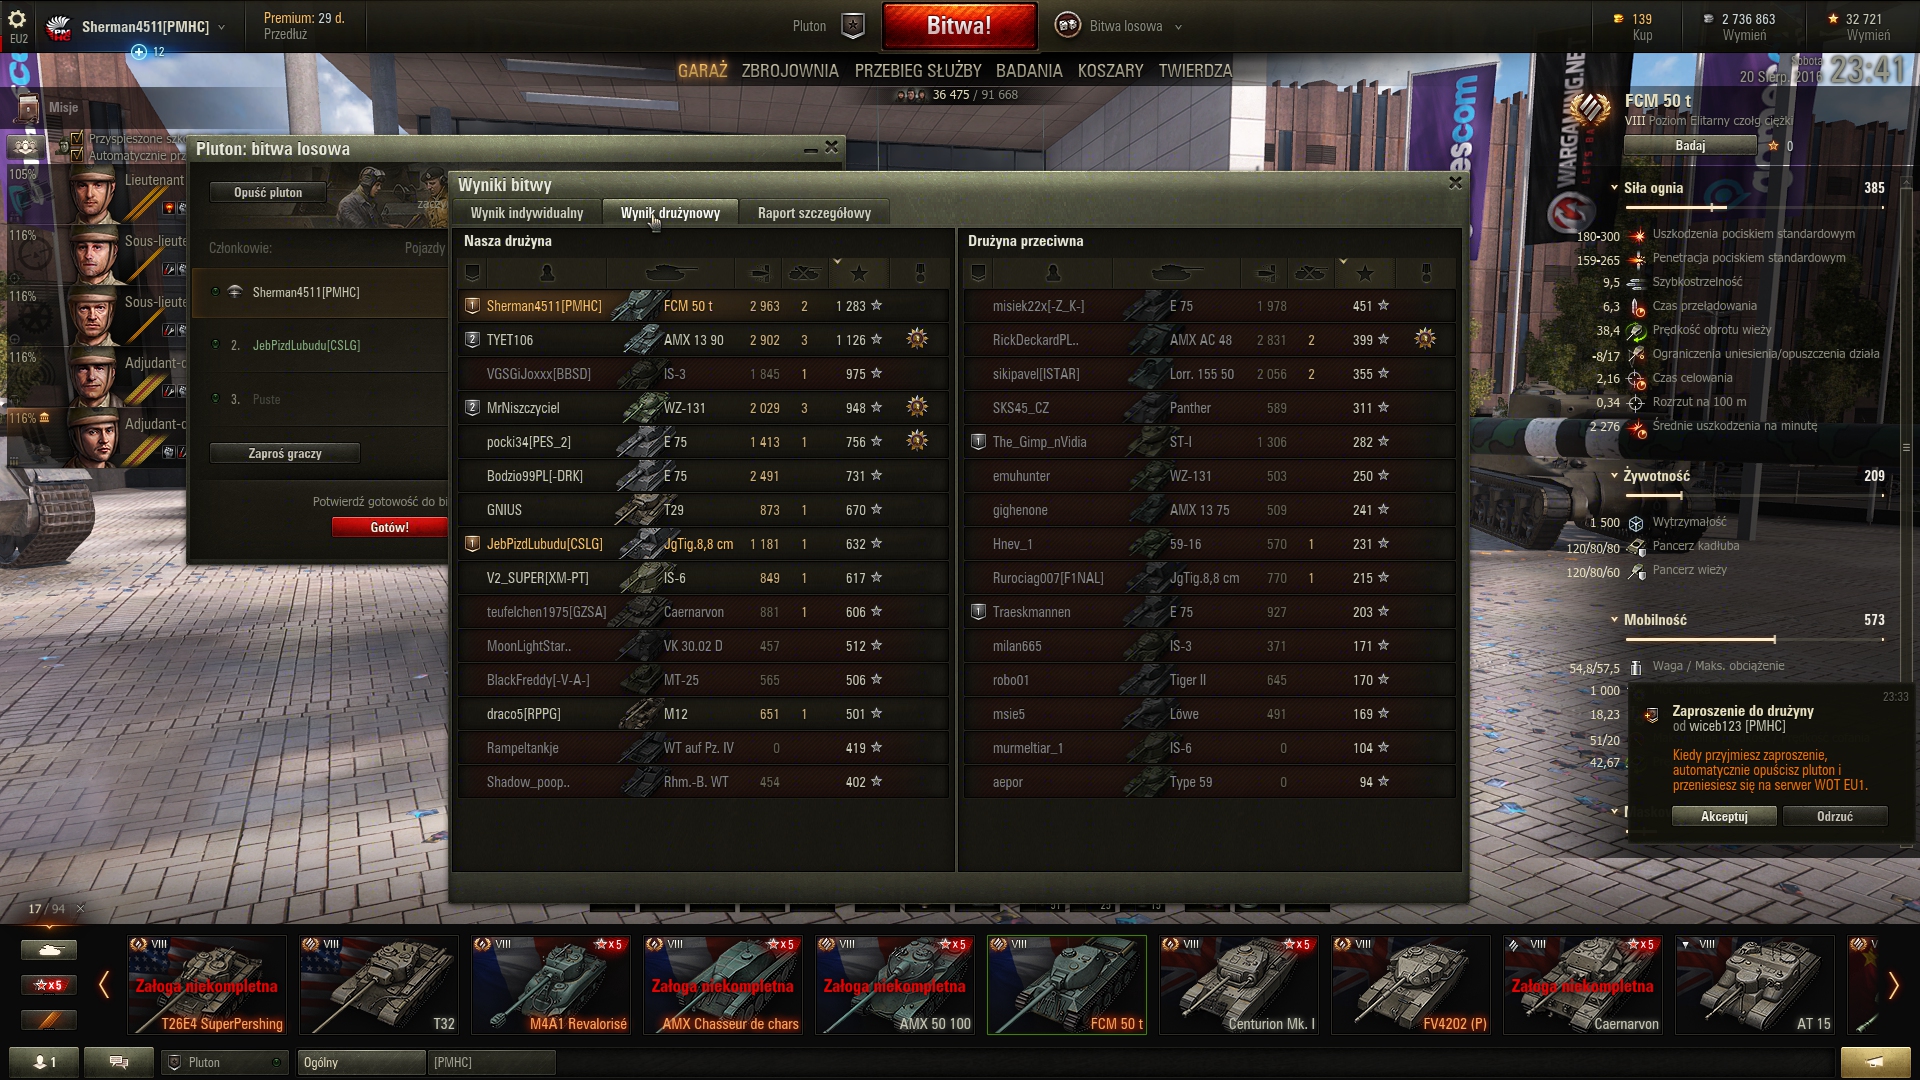 EU2
Sherman4511[PMHC]
12
Premium: 29 d.
Przedłuż
Pluton
Bitwa!
Bitwa losowa
139
Kup
2 736 863
Wymień
32 721
Wymień
GARAŻ ZBROJOWNIA PRZEBIEG SŁUŻBY BADANIA KOSZARY TWIERDZA
36 475 / 91 668
Sobota
20 Sierp. 2016
23:41
Misje
Przyspieszone szk
Automatycznie prz
105%
Lieutenant
116%
Sous-lieute
116%
Sous-lieute
116%
Adjudant-c
116%
Adjudant-c
Pluton: bitwa losowa
Opuść pluton
zaczy
Członkowie: Pojazdy
Sherman4511[PMHC]
2. JebPizdLubudu[CSLG]
3. Puste
Zaproś graczy
Potwierdź gotowość do bi
Gotów!
Wyniki bitwy
Wynik indywidualny
Wynik drużynowy
Raport szczegółowy
Nasza drużyna
1 Sherman4511[PMHC] FCM 50 t 2 963 2 1 283
2 TYET106 AMX 13 90 2 902 3 1 126
VGSGiJoxxx[BBSD] IS-3 1 845 1 975
2 MrNiszczyciel WZ-131 2 029 3 948
pocki34[PES_2] E 75 1 413 1 756
Bodzio99PL[-DRK] E 75 2 491 731
GNIUS T29 873 1 670
1 JebPizdLubudu[CSLG] JgTig.8,8 cm 1 181 1 632
V2_SUPER[XM-PT] IS-6 849 1 617
teufelchen1975[GZSA] Caernarvon 881 1 606
MoonLightStar.. VK 30.02 D 457 512
BlackFreddy[-V-A-] MT-25 565 506
draco5[RPPG] M12 651 1 501
Rampeltankje WT auf Pz. IV 0 419
Shadow_poop.. Rhm.-B. WT 454 402
Drużyna przeciwna
misiek22x[-Z_K-] E 75 1 978 451
RickDeckardPL.. AMX AC 48 2 831 2 399
sikipavel[ISTAR] Lorr. 155 50 2 056 2 355
SKS45_CZ Panther 589 311
1 The_Gimp_nVidia ST-I 1 306 282
emuhunter WZ-131 503 250
gighenone AMX 13 75 509 241
Hnev_1 59-16 570 1 231
Rurociag007[F1NAL] JgTig.8,8 cm 770 1 215
1 Traeskmannen E 75 927 203
milan665 IS-3 371 171
robo01 Tiger II 645 170
msie5 Löwe 491 169
murmeltiar_1 IS-6 0 104
aepor Type 59 0 94
escom
WARGAMING.NE
FCM 50 t
VIII Poziom Elitarny czołg ciężki
Badaj
0
Siła ognia 385
180-300 Uszkodzenia pociskiem standardowym
159-265 Penetracja pociskiem standardowym
9,5 Szybkostrzelność
6,3 Czas przeładowania
38,4 Prędkość obrotu wieży
-8/17 Ograniczenia uniesienia/opuszczenia działa
2,16 Czas celowania
0,34 Rozrzut na 100 m
2 276 Średnie uszkodzenia na minutę
Żywotność 209
1 500 Wytrzymałość
120/80/80 Pancerz kadłuba
120/80/60 Pancerz wieży
Mobilność 573
54,8/57,5 Waga / Maks. obciążenie
1 000
18,23
51/20
42,67
23:33
Zaproszenie do drużyny
od wiceb123 [PMHC]
Kiedy przyjmiesz zaproszenie,
automatycznie opuścisz pluton i
przeniesiesz się na serwer WOT EU1.
Akceptuj
Odrzuć
17 / 94
x5
VIII Załoga niekompletna T26E4 SuperPershing
VIII T32
VIII x5 M4A1 Revalorisé
VIII x5 Załoga niekompletna AMX Chasseur de chars
VIII x5 Załoga niekompletna AMX 50 100
VIII FCM 50 t
VIII x5 Centurion Mk. I
VIII FV4202 (P)
VIII x5 Załoga niekompletna Caernarvon
VIII AT 15
V
1
Pluton
Ogólny
[PMHC]